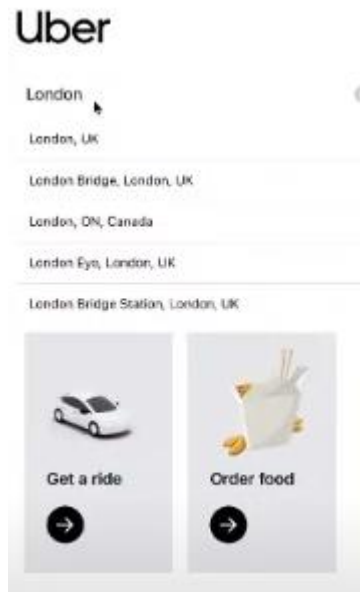 Uber
London
London, UK
London Bridge, London, UK
London, ON, Canada
London Eye, London, UK
London Bridge Station, London, UK
Get a ride
Order food